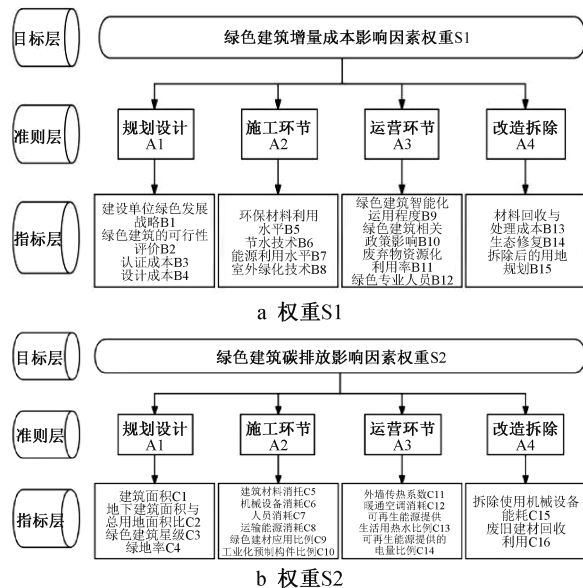 目标层
绿色建筑增量成本影响因素权重S1
准则层
规划设计
A1
施工环节
A2
运营环节
A3
改造拆除
A4
指标层
建设单位绿色发展
战略B1
绿色建筑的可行性
评价B2
认证成本B3
设计成本B4
环保材料利用
水平B5
节水技术B6
能源利用水平B7
室外绿化技术B8
绿色建筑智能化
运用程度B9
绿色建筑相关
政策影响B10
废弃物资源化
利用率B11
绿色专业人员B12
材料回收与
处理成本B13
生态修复B14
拆除后的用地
规划B15
a 权重S1
目标层
绿色建筑碳排放影响因素权重S2
准则层
规划设计
A1
施工环节
A2
运营环节
A3
改造拆除
A4
指标层
建筑面积C1
地下建筑面积与
总用地面积比C2
绿色建筑星级C3
绿地率C4
建筑材料消托C5
机械设备消耗C6
人员消耗C7
运输能源消耗C8
绿色建材应用比例C9
工业化预制构件比例C10
外墙传热系数C11
暖通空调消耗C12
可再生能源提供
生活用热水比例C13
可再生能源提供的
电量比例C14
拆除使用机械设备
能耗C15
废旧建材回收
利用C16
b 权重S2